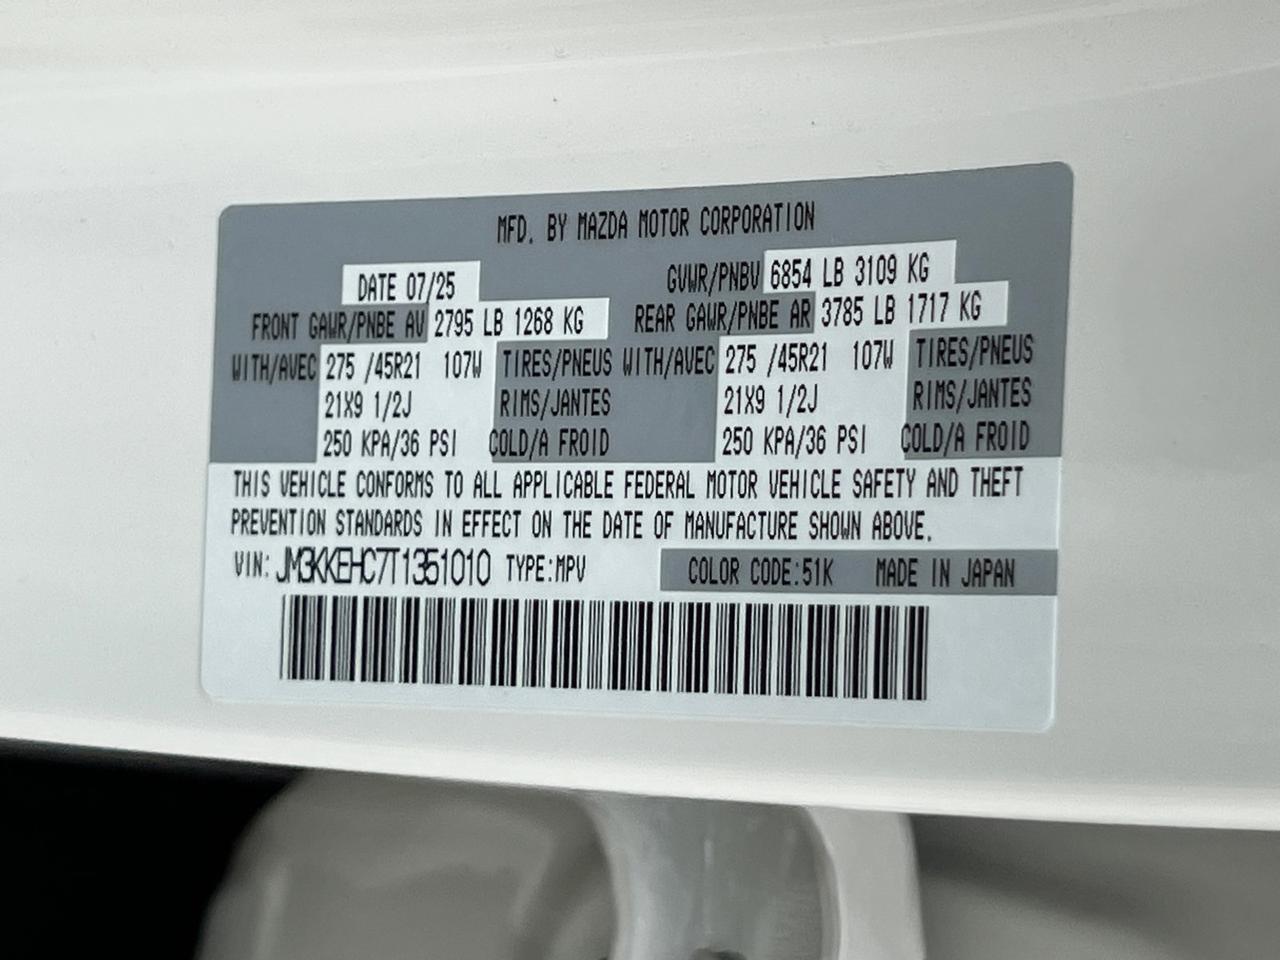 MFD. BY MAZDA MOTOR CORPORATION
DATE 07/25 GVWR/PNBV 6854 LB 3109 KG
FRONT GAWR/PNBE AV 2795 LB 1268 KG REAR GAWR/PNBE AR 3785 LB 1717 KG
WITH/AVEC 275 /45R21 107W TIRES/PNEUS WITH/AVEC 275 /45R21 107W TIRES/PNEUS
21X9 1/2J RIMS/JANTES 21X9 1/2J RIMS/JANTES
250 KPA/36 PSI COLD/A FROID 250 KPA/36 PSI COLD/A FROID
THIS VEHICLE CONFORMS TO ALL APPLICABLE FEDERAL MOTOR VEHICLE SAFETY AND THEFT
PREVENTION STANDARDS IN EFFECT ON THE DATE OF MANUFACTURE SHOWN ABOVE.
VIN: JM3KKEHC7T1351010 TYPE:MPV COLOR CODE:51K MADE IN JAPAN